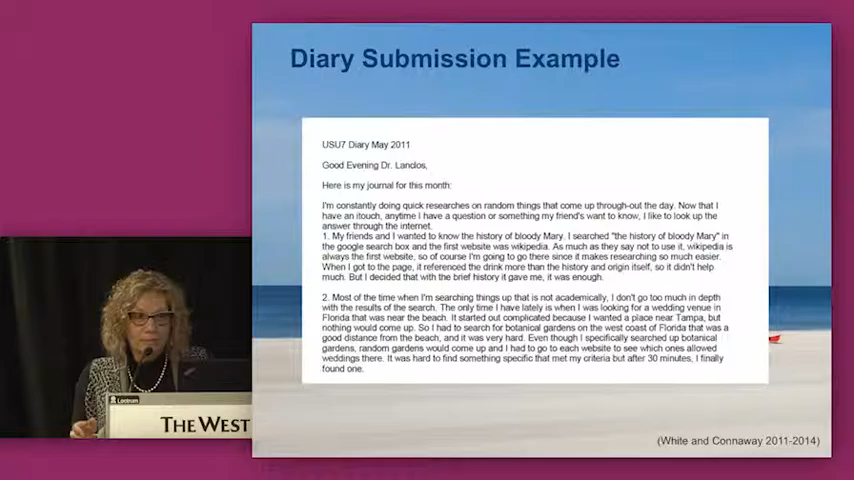 Diary Submission Example
USU7 Diary May 2011
Good Evening Dr. Lanclos,
Here is my journal for this month:
I'm constantly doing quick researches on random things that come up through-out the day. Now that I
have an itouch, anytime I have a question or something my friend's want to know, I like to look up the
answer through the internet.
1. My friends and I wanted to know the history of bloody Mary. I searched "the history of bloody Mary" in
the google search box and the first website was wikipedia. As much as they say not to use it, wikipedia is
always the first website, so of course I'm going to go there since it makes researching so much easier.
When I got to the page, it referenced the drink more than the history and origin itself, so it didn't help
much. But I decided that with the brief history it gave me, it was enough.
2. Most of the time when I'm searching things up that is not academically, I don't go too much in depth
with the results of the search. The only time I have lately is when I was looking for a wedding venue in
Florida that was near the beach. It started out complicated because I wanted a place near Tampa, but
nothing would come up. So I had to search for botanical gardens on the west coast of Florida that was a
good distance from the beach, and it was very hard. Even though I specifically searched up botanical
gardens, random gardens would come up and I had to go to each website to see which ones allowed
weddings there. It was hard to find something specific that met my criteria but after 30 minutes, I finally
found one.
(White and Connaway 2011-2014)
Lectrum
THE WEST